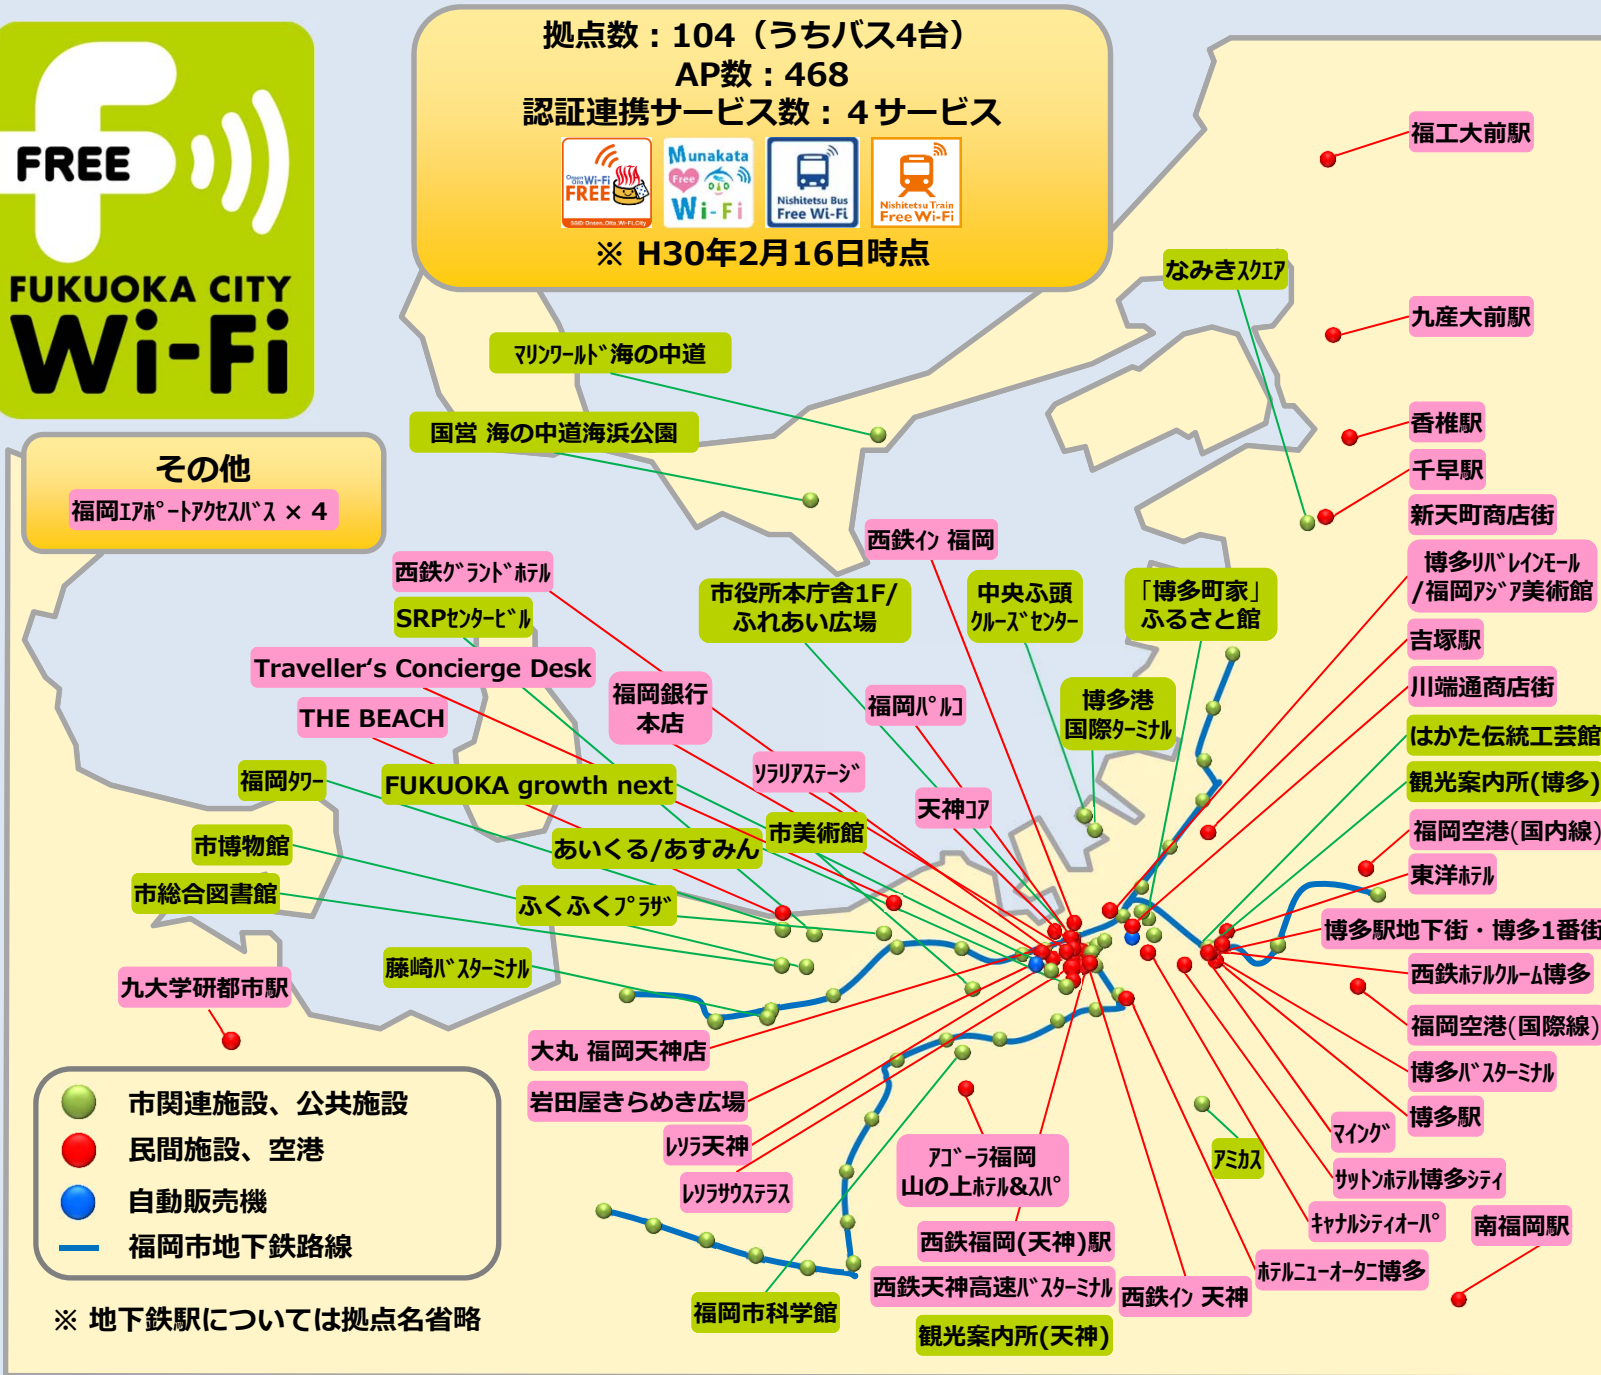 FREE
FUKUOKA CITY
Wi-Fi
拠点数：104（うちバス4台）
AP数：468
認証連携サービス数：４サービス
Onsen Oita Wi-Fi
FREE
SSID:Onsen_Oita_Wi-Fi_City
Munakata
Free
Wi-Fi
Nishitetsu Bus
Free Wi-Fi
Nishitetsu Train
Free Wi-Fi
※ H30年2月16日時点
福工大前駅
なみきｽｸｴｱ
九産大前駅
ﾏﾘﾝﾜｰﾙﾄﾞ海の中道
国営 海の中道海浜公園
香椎駅
千早駅
その他
福岡ｴｱﾎﾟｰﾄｱｸｾｽﾊﾞｽ × 4
新天町商店街
西鉄ｲﾝ 福岡
博多ﾘﾊﾞﾚｲﾝﾓｰﾙ
/福岡ｱｼﾞｱ美術館
西鉄ｸﾞﾗﾝﾄﾞﾎﾃﾙ
市役所本庁舎1F/
ふれあい広場
中央ふ頭
ｸﾙｰｽﾞｾﾝﾀｰ
「博多町家」
ふるさと館
SRPｾﾝﾀｰﾋﾞﾙ
吉塚駅
Traveller‘s Concierge Desk
福岡銀行
本店
川端通商店街
THE BEACH
福岡ﾊﾟﾙｺ
博多港
国際ﾀｰﾐﾅﾙ
はかた伝統工芸館
福岡ﾀﾜｰ
FUKUOKA growth next
ｿﾗﾘｱｽﾃｰｼﾞ
観光案内所(博多)
天神ｺｱ
福岡空港(国内線)
市博物館
あいくる/あすみん
市美術館
東洋ﾎﾃﾙ
市総合図書館
ふくふくﾌﾟﾗｻﾞ
博多駅地下街・博多1番街
藤崎ﾊﾞｽﾀｰﾐﾅﾙ
西鉄ﾎﾃﾙｸﾙｰﾑ博多
九大学研都市駅
福岡空港(国際線)
大丸 福岡天神店
博多ﾊﾞｽﾀｰﾐﾅﾙ
岩田屋きらめき広場
博多駅
ﾚｿﾗ天神
ﾏｲﾝｸﾞ
ｱｺﾞｰﾗ福岡
山の上ﾎﾃﾙ&ｽﾊﾟ
ｱﾐｶｽ
ﾚｿﾗｻｳｽﾃﾗｽ
ｻｯﾄﾝﾎﾃﾙ博多ｼﾃｨ
ｷｬﾅﾙｼﾃｨｵｰﾊﾟ
南福岡駅
西鉄福岡(天神)駅
ﾎﾃﾙﾆｭｰｵｰﾀﾆ博多
西鉄天神高速ﾊﾞｽﾀｰﾐﾅﾙ
西鉄ｲﾝ 天神
福岡市科学館
観光案内所(天神)
市関連施設、公共施設
民間施設、空港
自動販売機
福岡市地下鉄路線
※ 地下鉄駅については拠点名省略